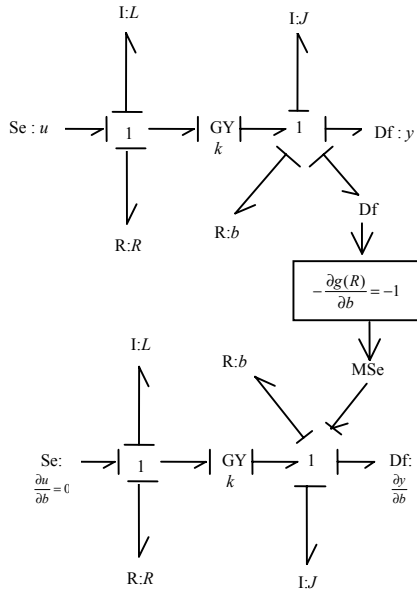 I:L
I:J
Se : u
1
GY
k
1
Df : y
R:R
R:b
Df
-∂g(R)/∂b = -1
I:L
R:b
MSe
Se:
∂u/∂b = 0
1
GY
k
1
Df:
∂y/∂b
R:R
I:J